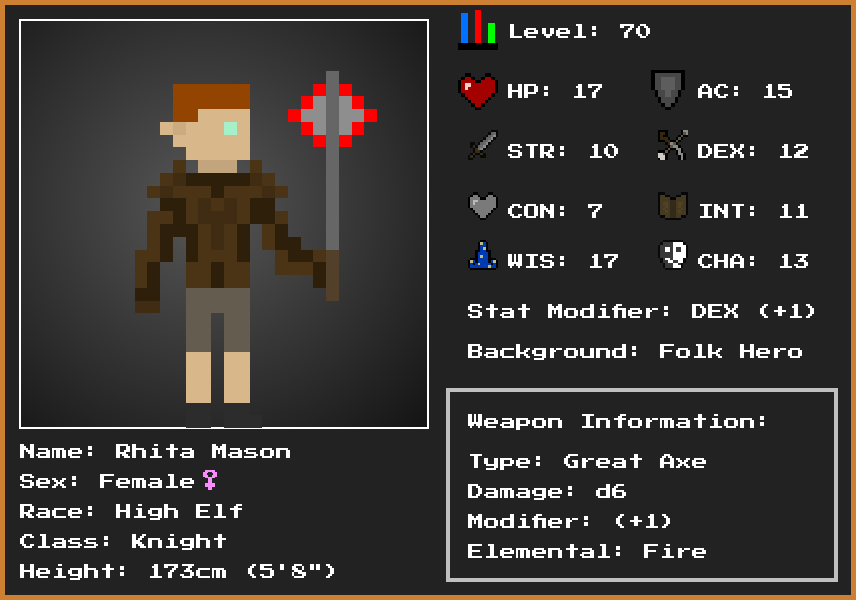 Level: 70
HP: 17
AC: 15
STR: 10
DEX: 12
CON: 7
INT: 11
WIS: 17
CHA: 13
Stat Modifier: DEX (+1)
Background: Folk Hero
Weapon Information:
Type: Great Axe
Damage: d6
Modifier: (+1)
Elemental: Fire
Name: Rhita Mason
Sex: Female♀
Race: High Elf
Class: Knight
Height: 173cm (5'8")